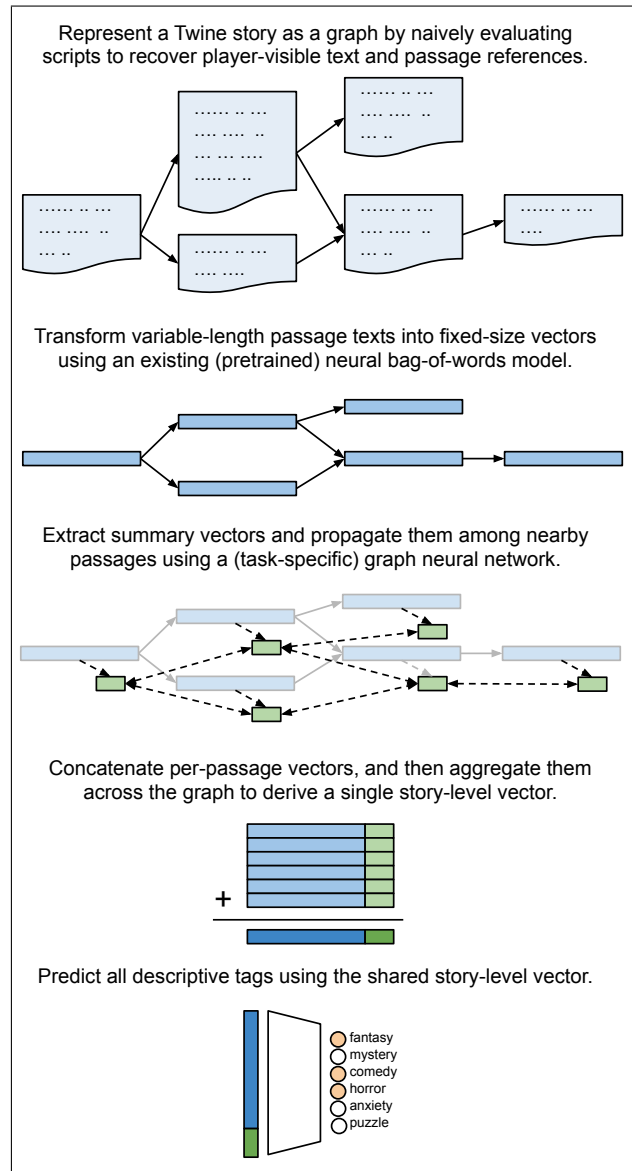 Represent a Twine story as a graph by naively evaluating
scripts to recover player-visible text and passage references.
Transform variable-length passage texts into fixed-size vectors
using an existing (pretrained) neural bag-of-words model.
Extract summary vectors and propagate them among nearby
passages using a (task-specific) graph neural network.
Concatenate per-passage vectors, and then aggregate them
across the graph to derive a single story-level vector.
+
Predict all descriptive tags using the shared story-level vector.
fantasy
mystery
comedy
horror
anxiety
puzzle